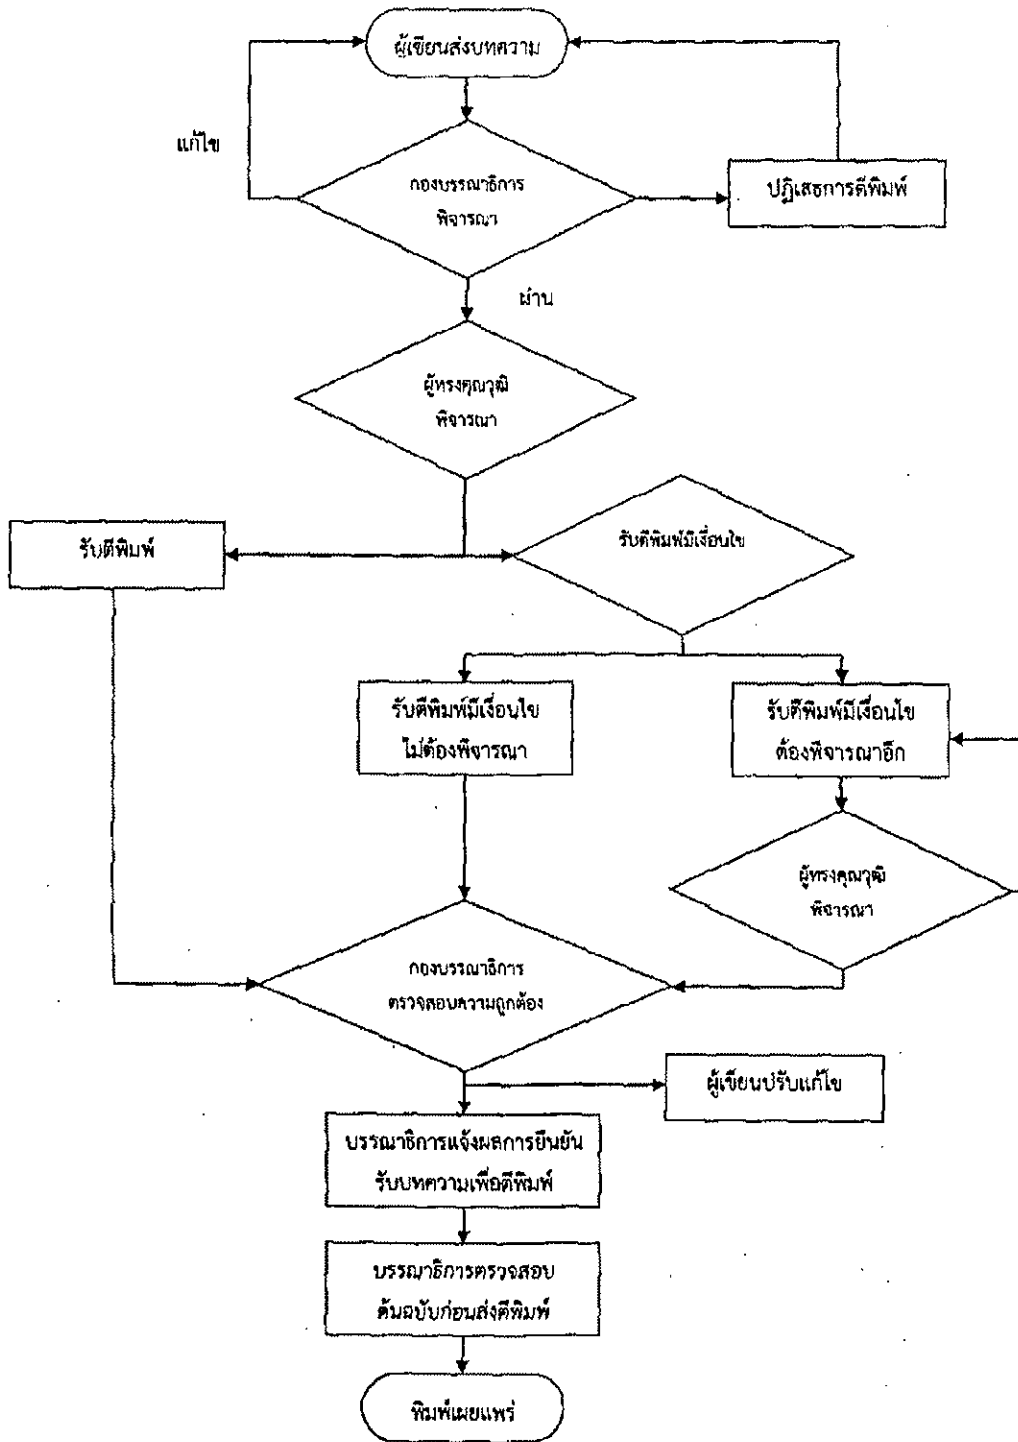 ผู้เขียนส่งบทความ
แก้ไข
กองบรรณาธิการ
พิจารณา
ปฏิเสธการตีพิมพ์
ผ่าน
ผู้ทรงคุณวุฒิ
พิจารณา
รับตีพิมพ์
รับตีพิมพ์มีเงื่อนไข
รับตีพิมพ์มีเงื่อนไข
ไม่ต้องพิจารณา
รับตีพิมพ์มีเงื่อนไข
ต้องพิจารณาอีก
ผู้ทรงคุณวุฒิ
พิจารณา
กองบรรณาธิการ
ตรวจสอบความถูกต้อง
ผู้เขียนปรับแก้ไข
บรรณาธิการแจ้งผลการยืนยัน
รับบทความเพื่อตีพิมพ์
บรรณาธิการตรวจสอบ
ต้นฉบับก่อนส่งตีพิมพ์
พิมพ์เผยแพร่